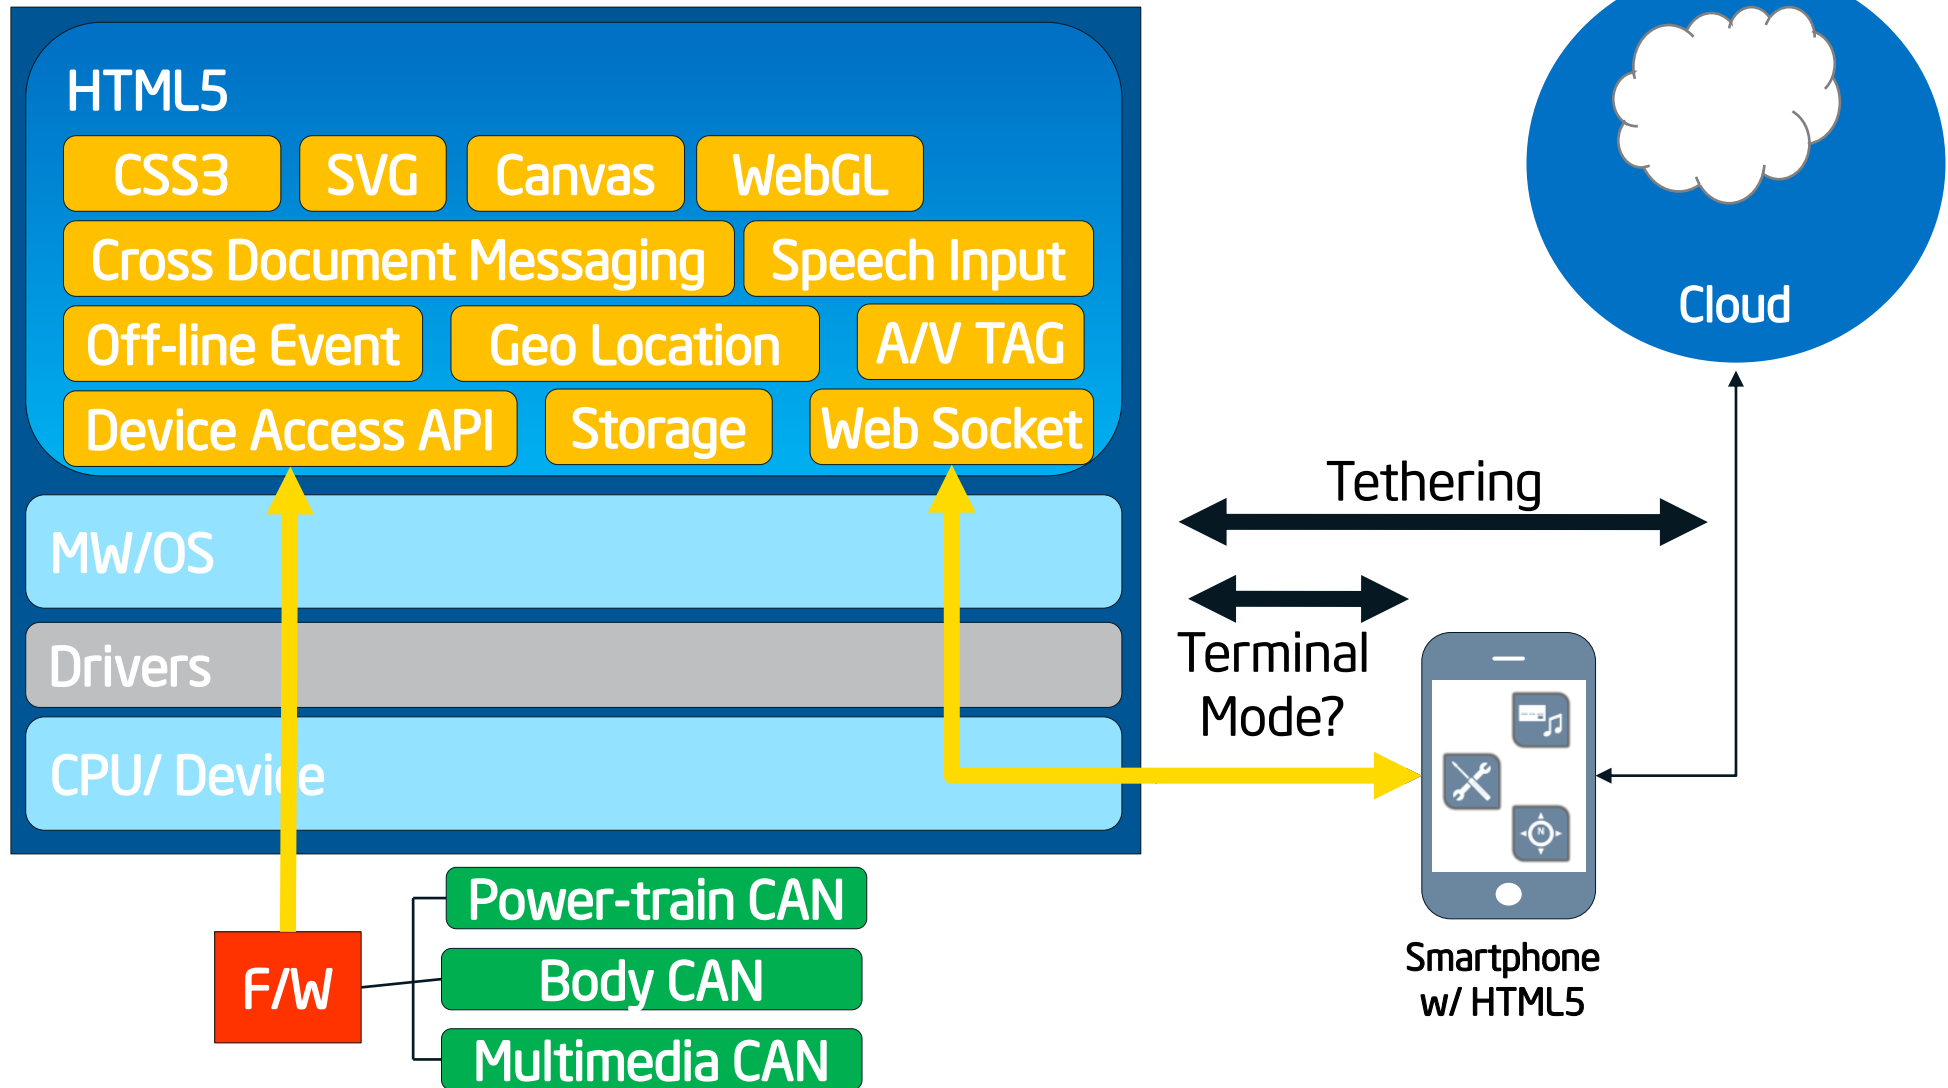 HTML5
CSS3 SVG Canvas WebGL
Cross Document Messaging Speech Input
Off-line Event Geo Location A/V TAG
Device Access API Storage Web Socket
MW/OS
Drivers
CPU/ Device
F/W
Power-train CAN
Body CAN
Multimedia CAN
Cloud
Tethering
Terminal
Mode?
N
Smartphone
w/ HTML5